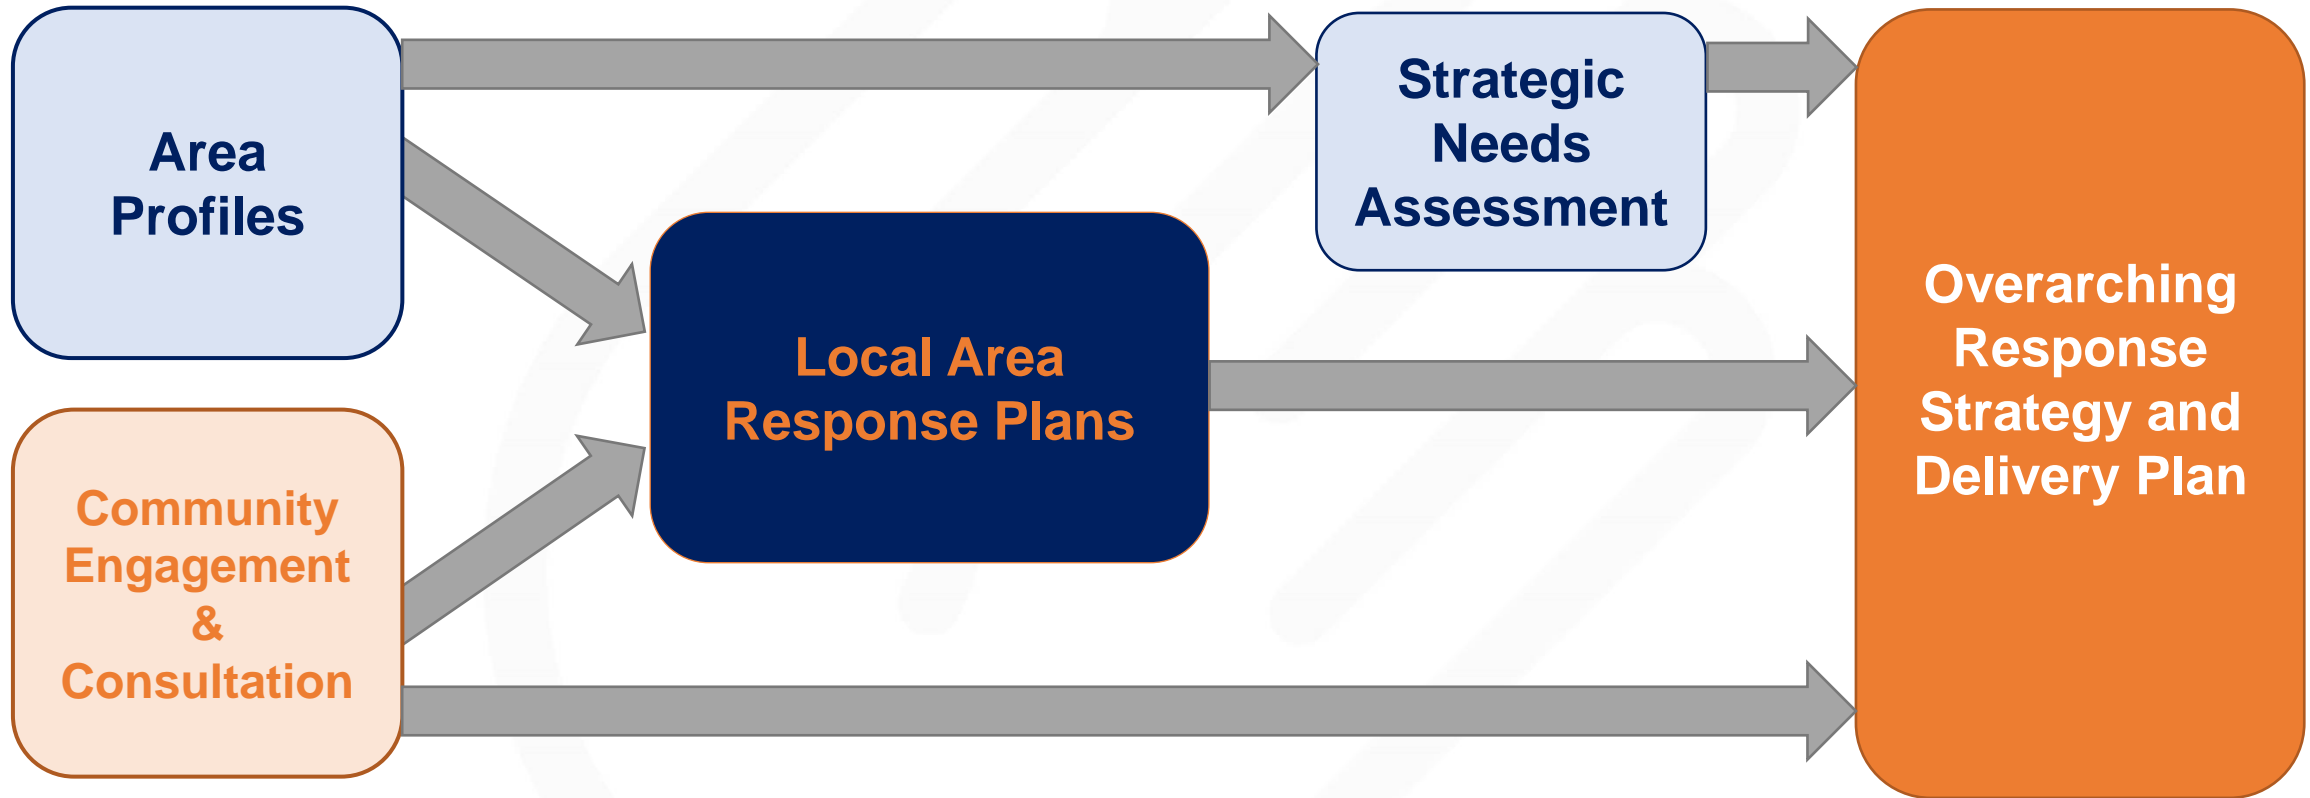 Area
Profiles
Community
Engagement
&
Consultation
Local Area
Response Plans
Strategic
Needs
Assessment
Overarching
Response
Strategy and
Delivery Plan